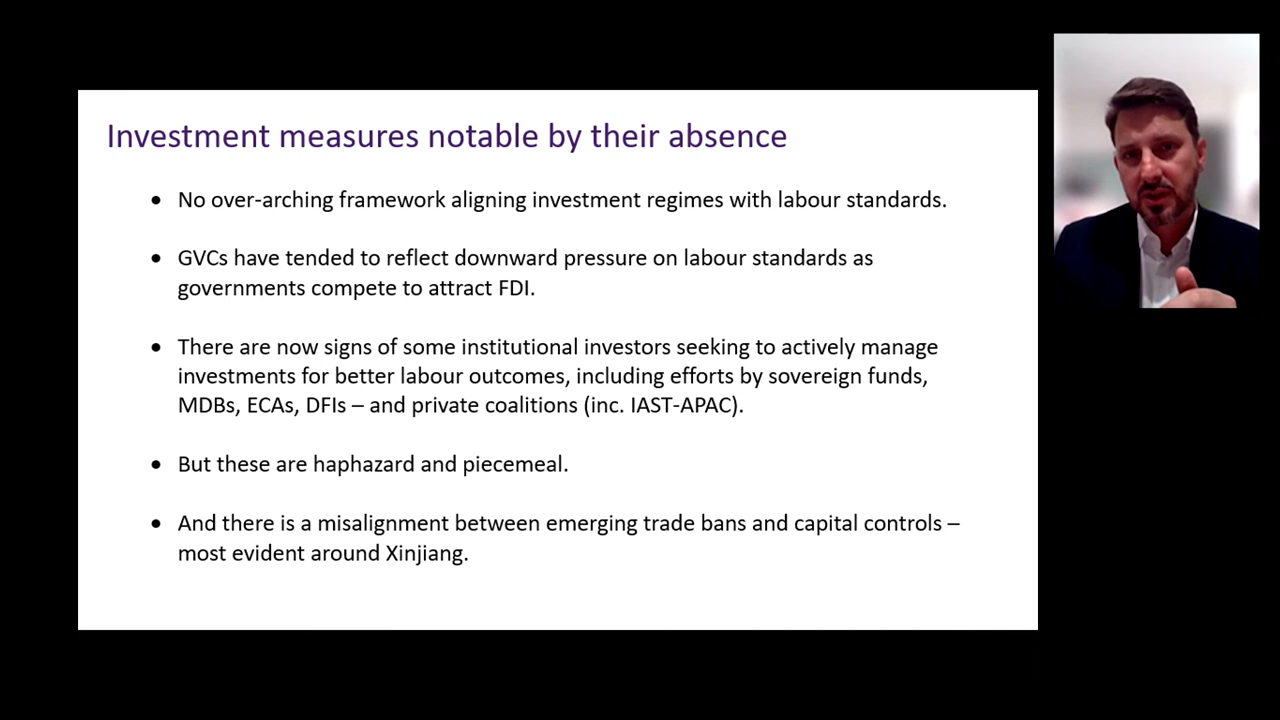 Investment measures notable by their absence
• No over-arching framework aligning investment regimes with labour standards.
• GVCs have tended to reflect downward pressure on labour standards as
governments compete to attract FDI.
• There are now signs of some institutional investors seeking to actively manage
investments for better labour outcomes, including efforts by sovereign funds,
MDBs, ECAs, DFIs – and private coalitions (inc. IAST-APAC).
• But these are haphazard and piecemeal.
• And there is a misalignment between emerging trade bans and capital controls –
most evident around Xinjiang.